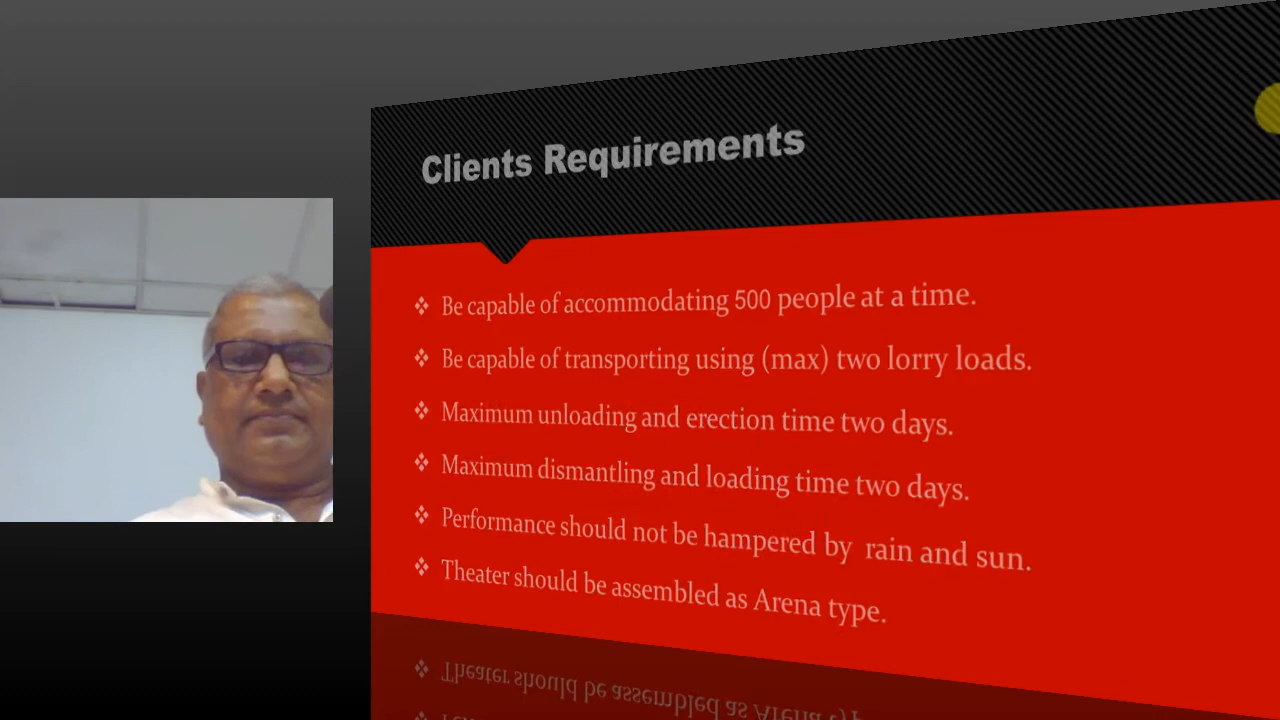 Clients Requirements
Be capable of accommodating 500 people at a time.
Be capable of transporting using (max) two lorry loads.
Maximum unloading and erection time two days.
Maximum dismantling and loading time two days.
Performance should not be hampered by rain and sun.
Theater should be assembled as Arena type.